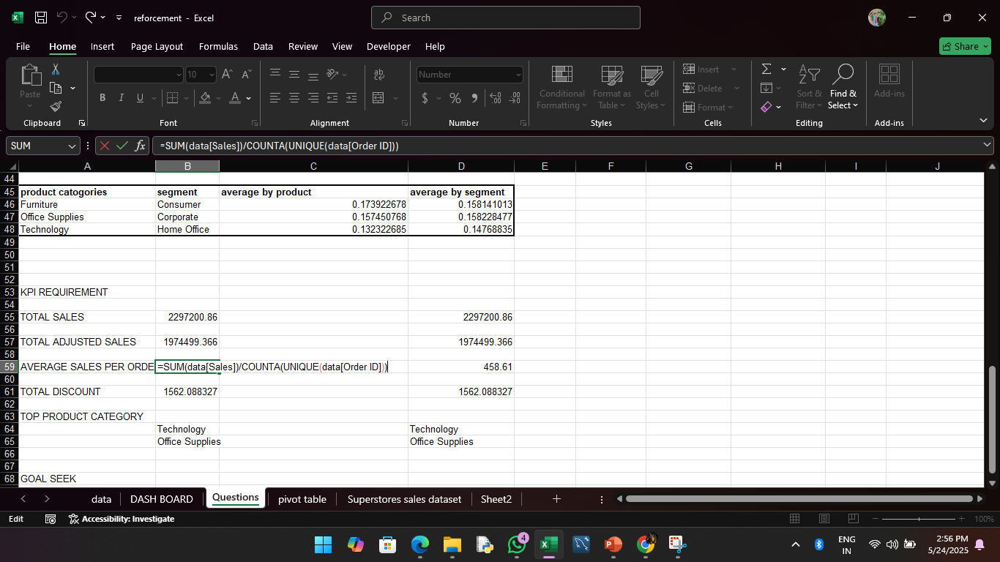 reforcement - Excel
Search
File Home Insert Page Layout Formulas Data Review View Developer Help Share
Paste
Clipboard
10
B I U
Font
ab
Alignment
Number
$ % 9
Number
Conditional Formatting
Format as Table
Cell Styles
Styles
Insert
Delete
Format
Cells
Sort & Filter
Find & Select
Editing
Add-ins
Add-ins
SUM fx =SUM(data[Sales])/COUNTA(UNIQUE(data[Order ID]))
A B C D E F G H I J
44
45 product catogories segment average by product average by segment
46 Furniture Consumer 0.173922678 0.158141013
47 Office Supplies Corporate 0.157450768 0.158228477
48 Technology Home Office 0.132322685 0.14768835
49
50
51
52
53 KPI REQUIREMENT
54
55 TOTAL SALES 2297200.86 2297200.86
56
57 TOTAL ADJUSTED SALES 1974499.366 1974499.366
58
59 AVERAGE SALES PER ORDE =SUM(data[Sales])/COUNTA(UNIQUE(data[Order ID])) 458.61
60
61 TOTAL DISCOUNT 1562.088327 1562.088327
62
63 TOP PRODUCT CATEGORY
64 Technology Technology
65 Office Supplies Office Supplies
66
67
68 GOAL SEEK
data DASH BOARD Questions pivot table Superstores sales dataset Sheet2
Edit Accessibility: Investigate 100%
4
ENG
IN
2:56 PM
5/24/2025